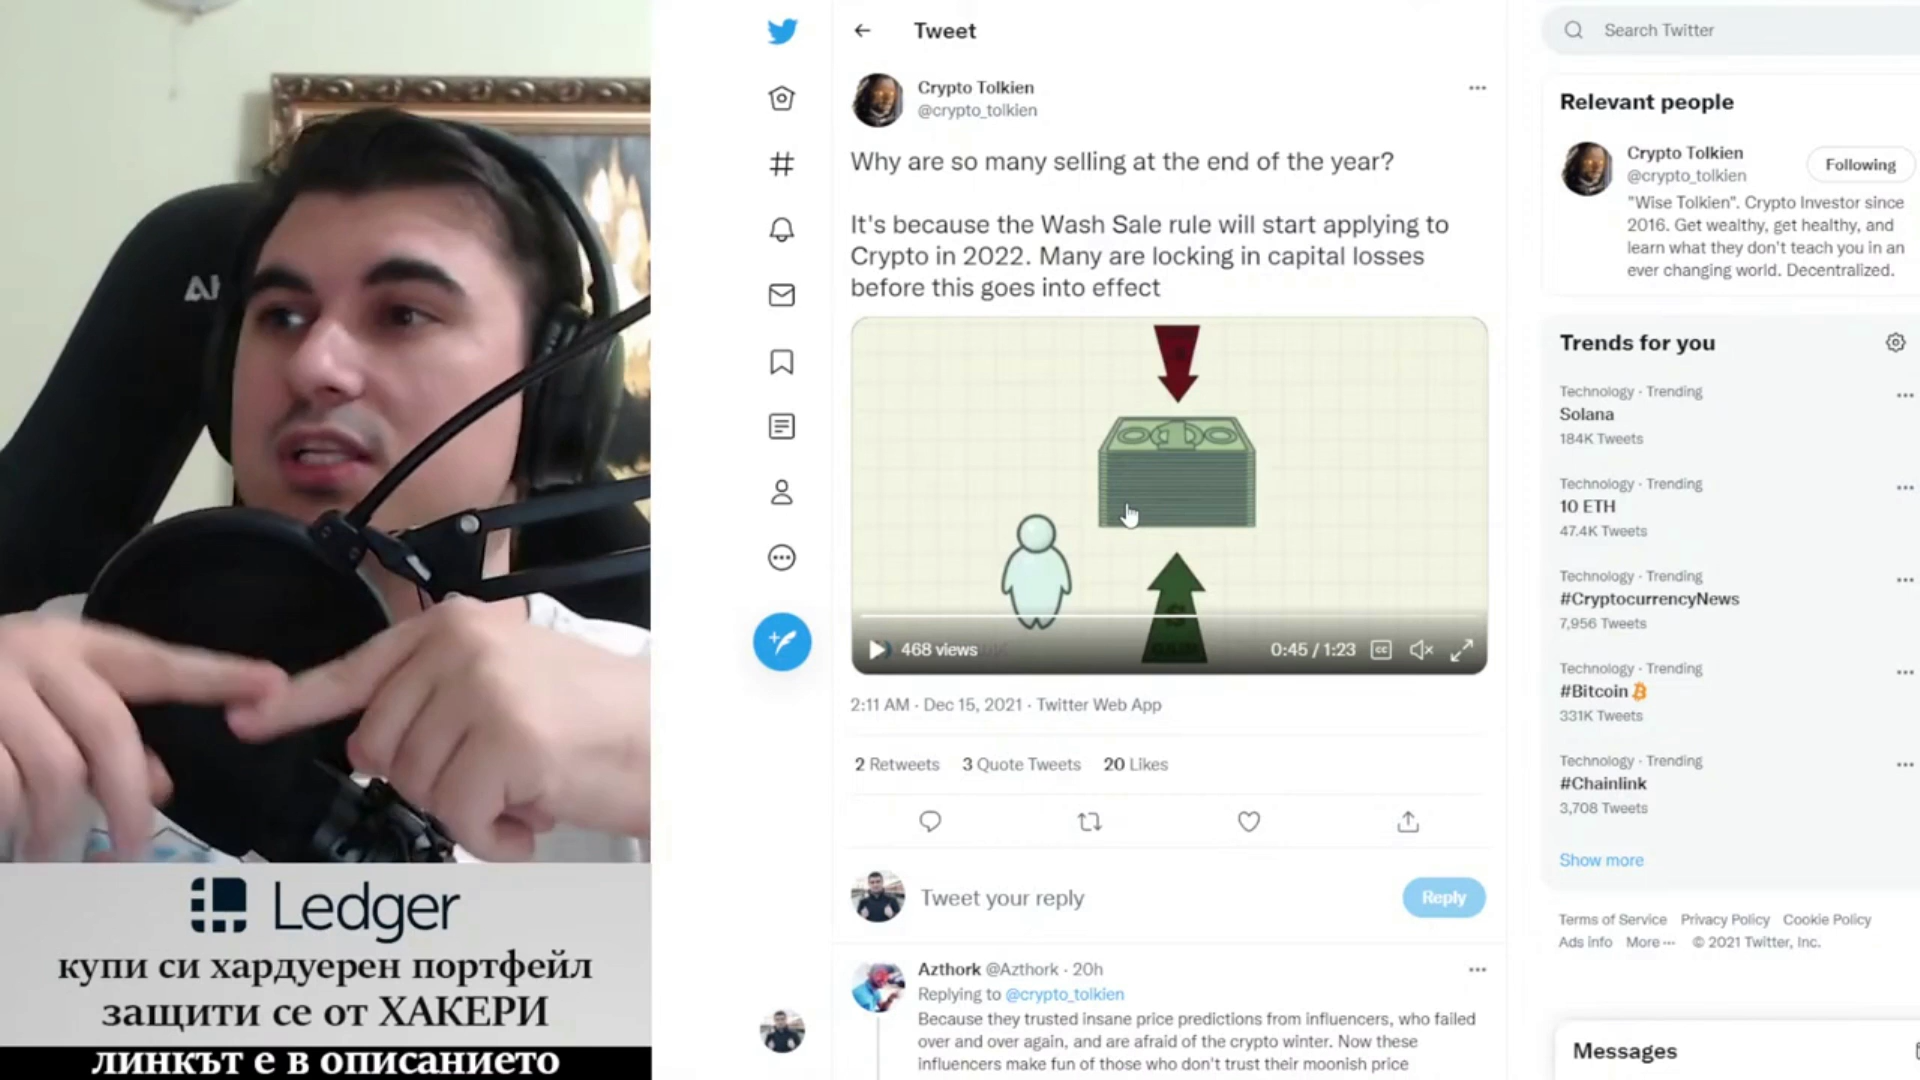 Tweet
Crypto Tolkien
@crypto_tolkien
Why are so many selling at the end of the year?
It's because the Wash Sale rule will start applying to
Crypto in 2022. Many are locking in capital losses
before this goes into effect
468 views
0:45 / 1:23
CC
2:11 AM · Dec 15, 2021 · Twitter Web App
2 Retweets 3 Quote Tweets 20 Likes
Tweet your reply
Reply
Azthork @Azthork · 20h
Replying to @crypto_tolkien
Because they trusted insane price predictions from influencers, who failed
over and over again, and are afraid of the crypto winter. Now these
influencers make fun of those who don't trust their moonish price
Search Twitter
Relevant people
Crypto Tolkien
@crypto_tolkien
Following
"Wise Tolkien". Crypto Investor since
2016. Get wealthy, get healthy, and
learn what they don't teach you in an
ever changing world. Decentralized.
Trends for you
Technology · Trending
Solana
184K Tweets
Technology · Trending
10 ETH
47.4K Tweets
Technology · Trending
#CryptocurrencyNews
7,956 Tweets
Technology · Trending
#Bitcoin
331K Tweets
Technology · Trending
#Chainlink
3,708 Tweets
Show more
Terms of Service Privacy Policy Cookie Policy
Ads info More ··· © 2021 Twitter, Inc.
Messages
Ledger
купи си хардуерен портфейл
защити се от ХАКЕРИ
линкът е в описанието